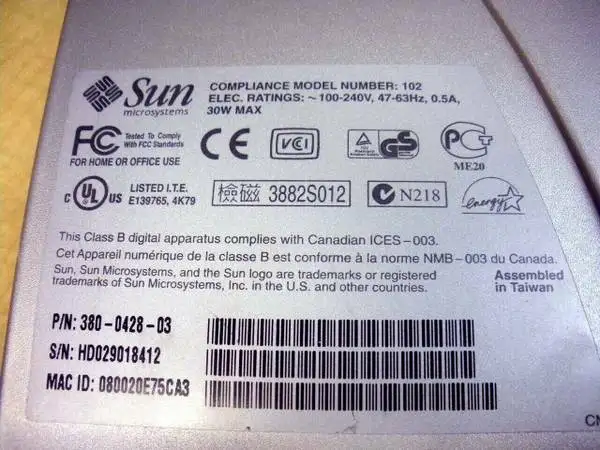 Sun
microsystems
COMPLIANCE MODEL NUMBER: 102
ELEC. RATINGS: ~100-240V, 47-63Hz, 0.5A,
30W MAX
FC Tested To Comply
With FCC Standards
FOR HOME OR OFFICE USE
CE
VCI
GS
PCT
ME20
C UL US LISTED I.T.E.
E139765, 4K79
檢磁 3882S012
N218
energy
This Class B digital apparatus complies with Canadian ICES-003.
Cet Appareil numérique de la classe B est conforme à la norme NMB-003 du Canada.
Sun, Sun Microsystems, and the Sun logo are trademarks or registered
trademarks of Sun Microsystems, Inc. in the U.S. and other countries.
Assembled
in Taiwan
P/N: 380-0428-03
S/N: HD029018412
MAC ID: 080020E75CA3
CN